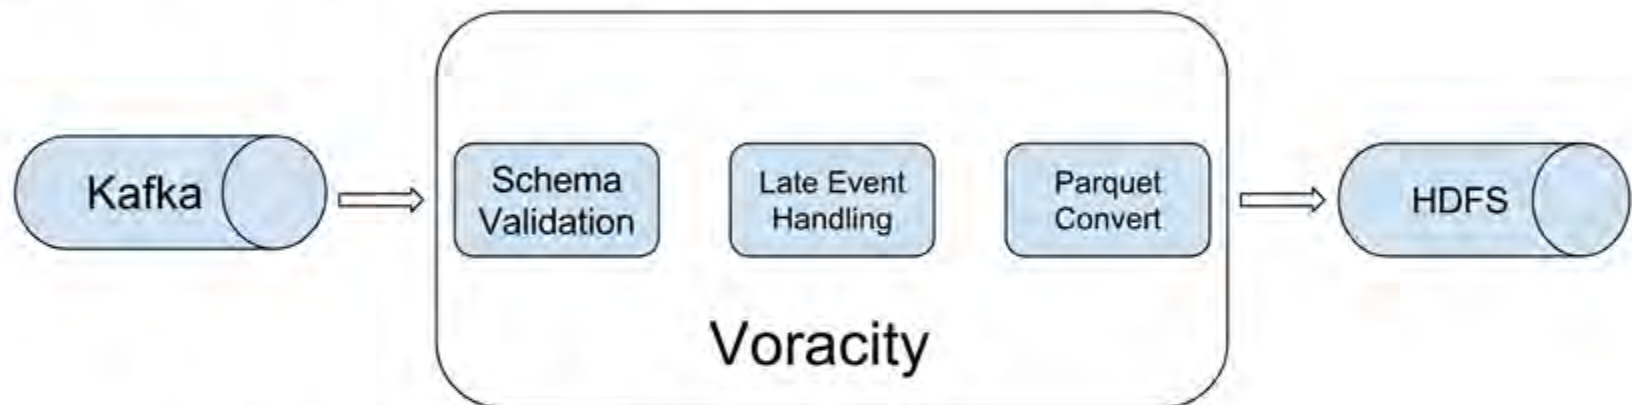 Kafka
Schema
Validation
Late Event
Handling
Parquet
Convert
HDFS
Voracity